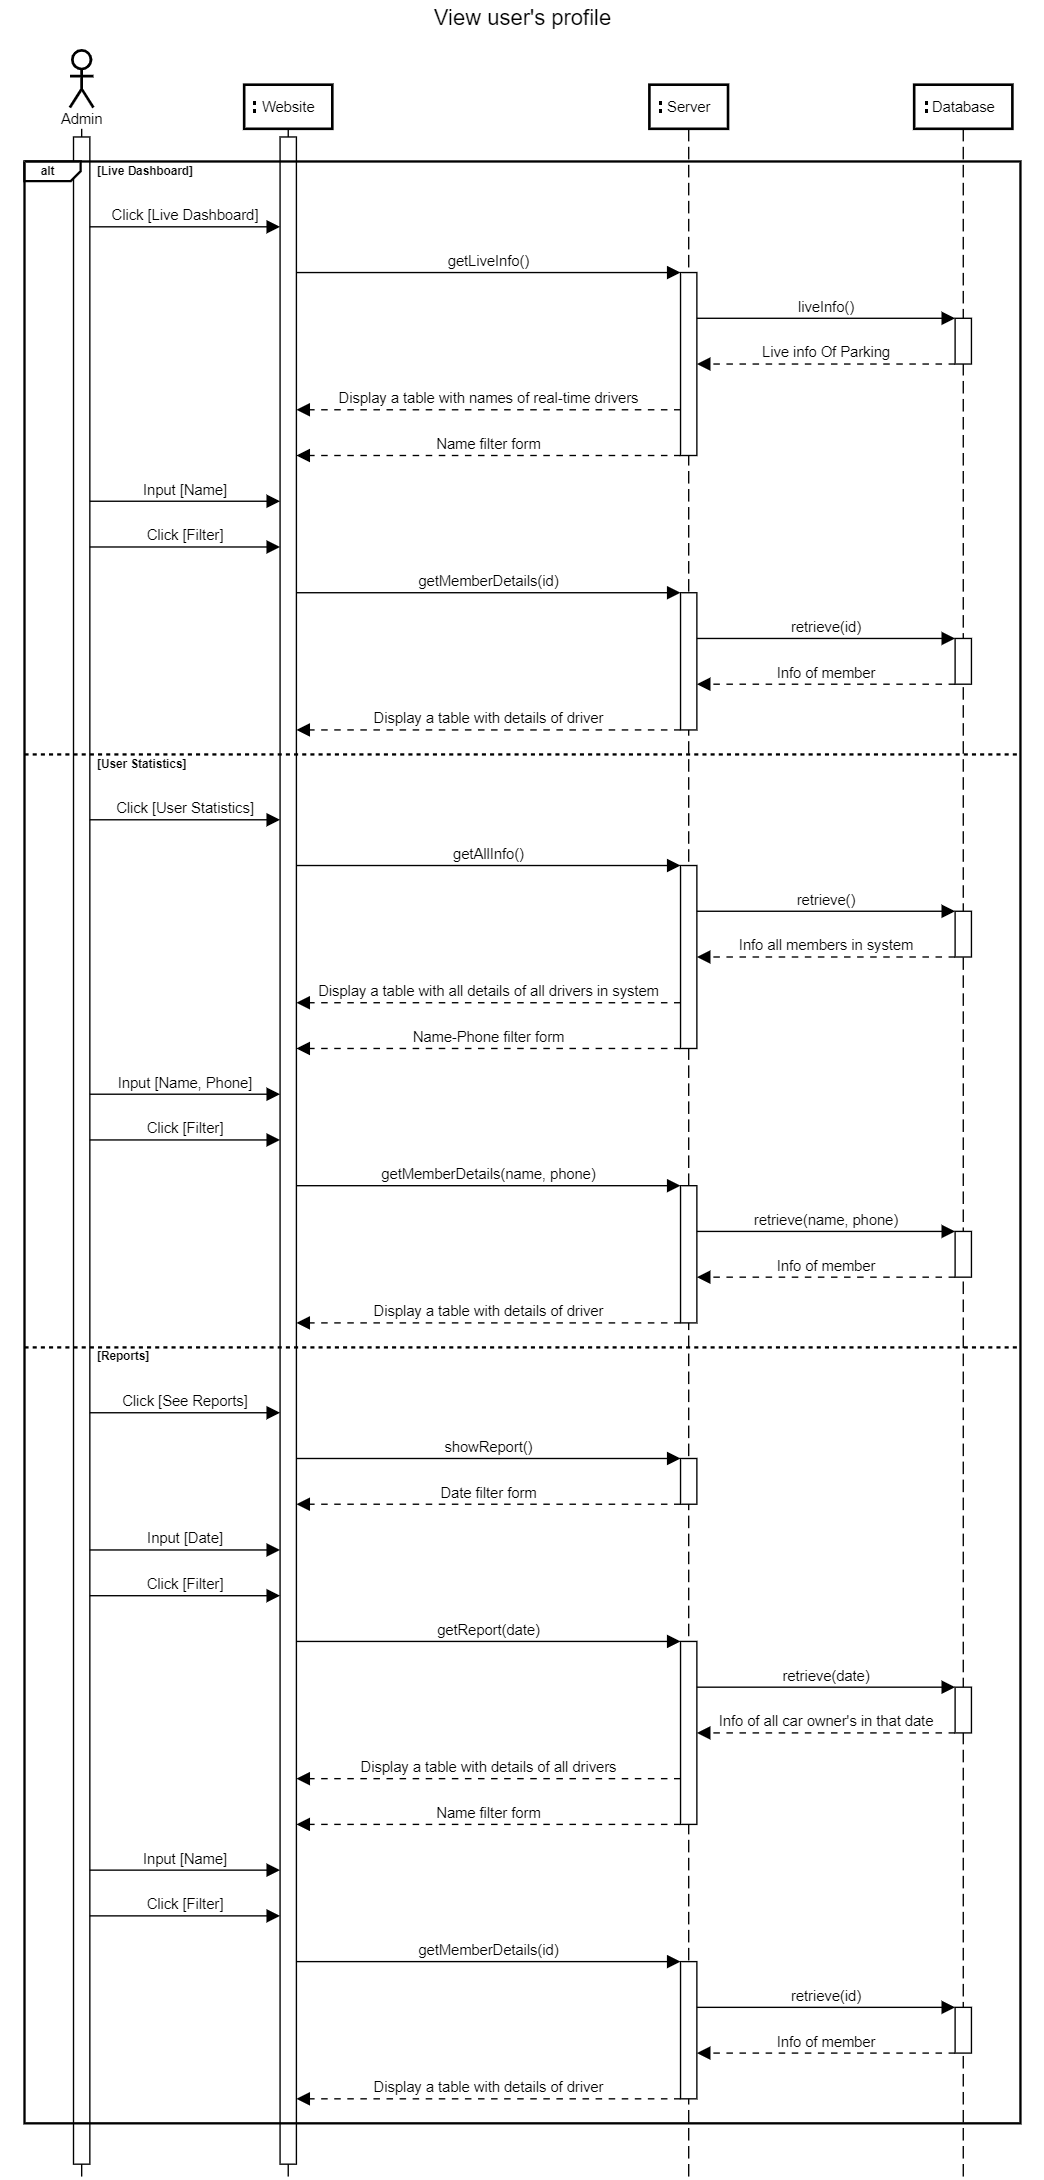 View user's profile
Admin
: Website
: Server
: Database
alt
[Live Dashboard]
Click [Live Dashboard]
getLiveInfo()
liveInfo()
Live info Of Parking
Display a table with names of real-time drivers
Name filter form
Input [Name]
Click [Filter]
getMemberDetails(id)
retrieve(id)
Info of member
Display a table with details of driver
[User Statistics]
Click [User Statistics]
getAllInfo()
retrieve()
Info all members in system
Display a table with all details of all drivers in system
Name-Phone filter form
Input [Name, Phone]
Click [Filter]
getMemberDetails(name, phone)
retrieve(name, phone)
Info of member
Display a table with details of driver
[Reports]
Click [See Reports]
showReport()
Date filter form
Input [Date]
Click [Filter]
getReport(date)
retrieve(date)
Info of all car owner's in that date
Display a table with details of all drivers
Name filter form
Input [Name]
Click [Filter]
getMemberDetails(id)
retrieve(id)
Info of member
Display a table with details of driver